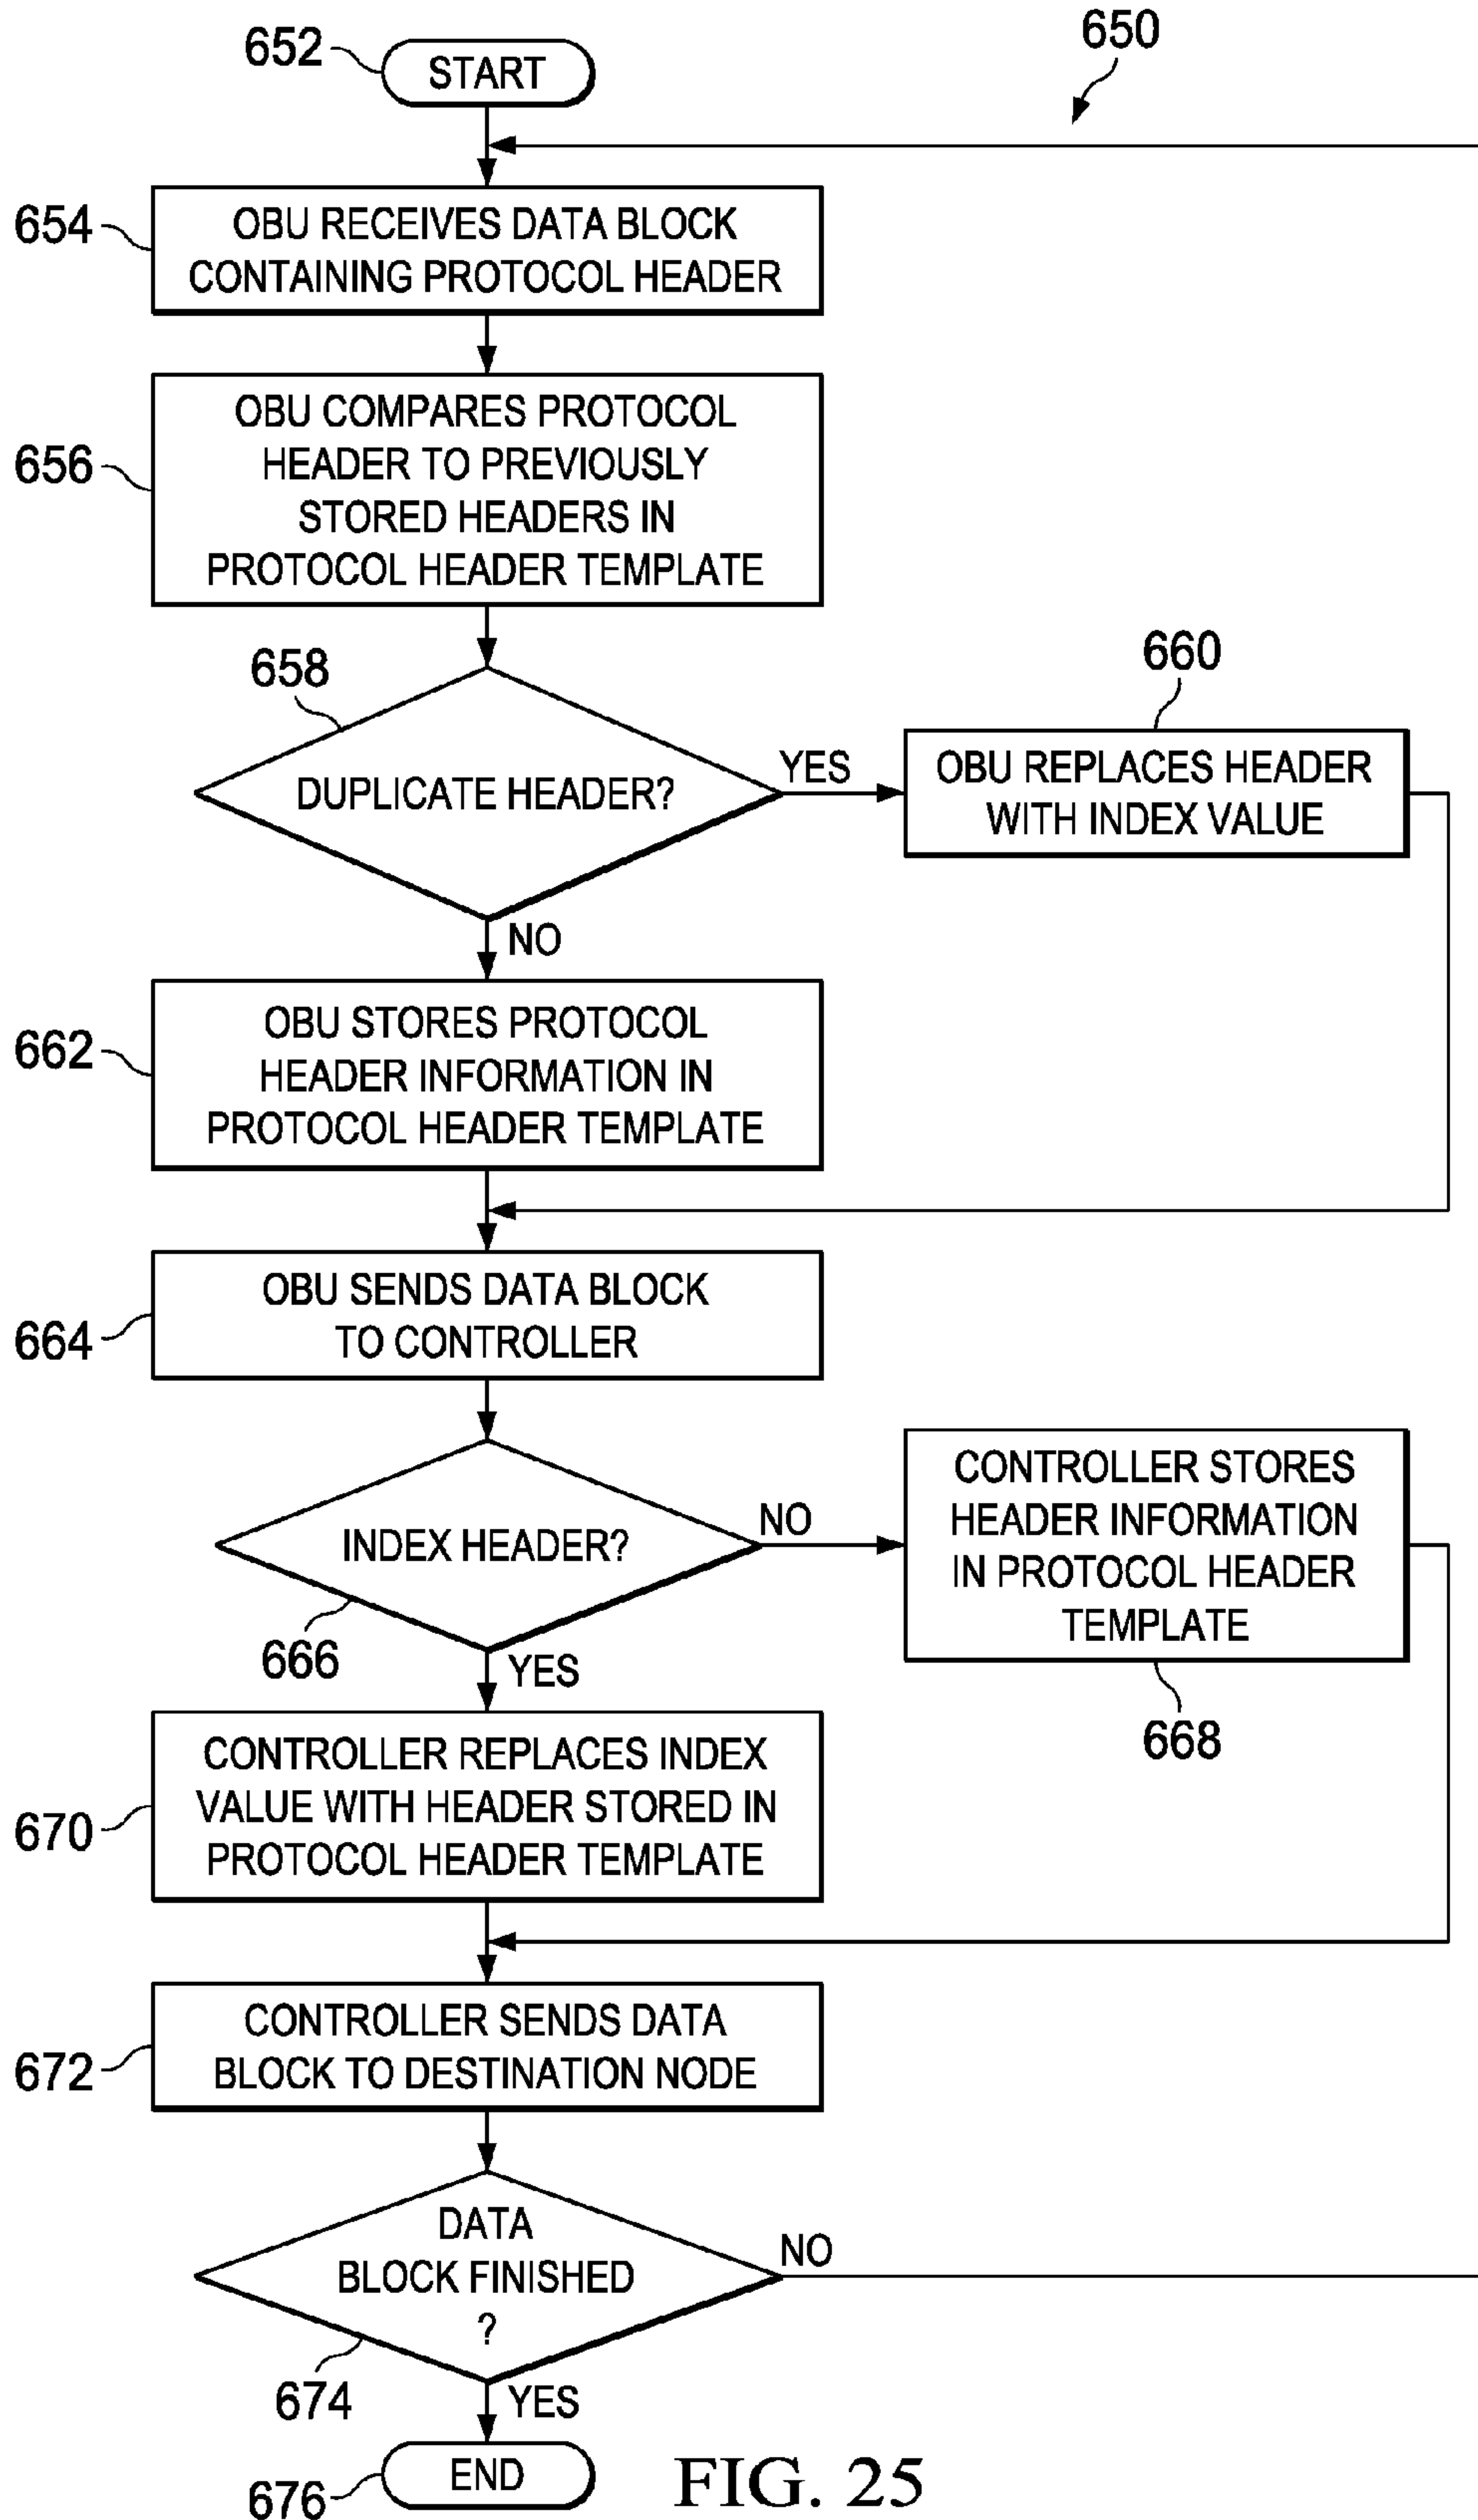 652
START
650
654
OBU RECEIVES DATA BLOCK
CONTAINING PROTOCOL HEADER
656
OBU COMPARES PROTOCOL
HEADER TO PREVIOUSLY
STORED HEADERS IN
PROTOCOL HEADER TEMPLATE
658
DUPLICATE HEADER?
YES
660
OBU REPLACES HEADER
WITH INDEX VALUE
NO
662
OBU STORES PROTOCOL
HEADER INFORMATION IN
PROTOCOL HEADER TEMPLATE
664
OBU SENDS DATA BLOCK
TO CONTROLLER
INDEX HEADER?
666
NO
CONTROLLER STORES
HEADER INFORMATION
IN PROTOCOL HEADER
TEMPLATE
668
YES
670
CONTROLLER REPLACES INDEX
VALUE WITH HEADER STORED IN
PROTOCOL HEADER TEMPLATE
672
CONTROLLER SENDS DATA
BLOCK TO DESTINATION NODE
DATA
BLOCK FINISHED
?
NO
674
YES
676
END
FIG. 25